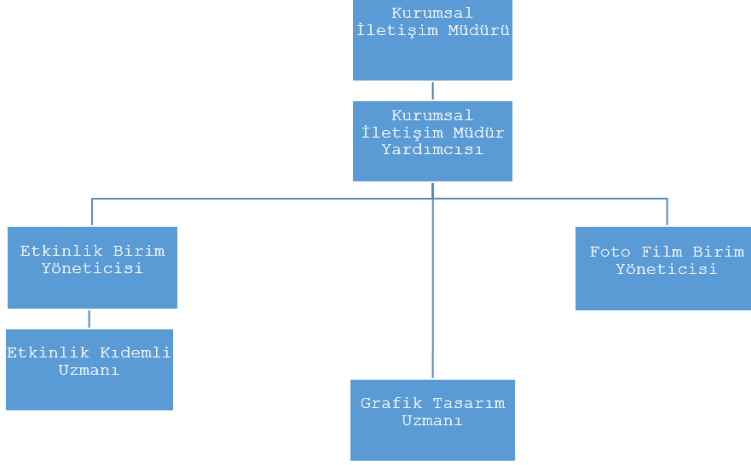 Kurumsal
İletişim Müdürü
Kurumsal
İletişim Müdür
Yardımcısı
Etkinlik Birim
Yöneticisi
Foto Film Birim
Yöneticisi
Etkinlik Kıdemli
Uzmanı
Grafik Tasarım
Uzmanı